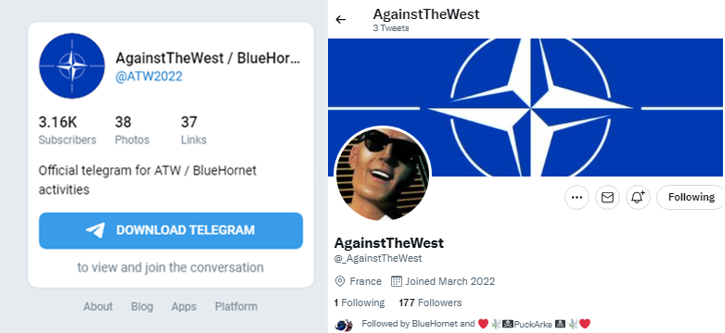 AgainstTheWest / BlueHor...
@ATW2022
3.16K
Subscribers
38
Photos
37
Links
Official telegram for ATW / BlueHornet
activities
DOWNLOAD TELEGRAM
to view and join the conversation
About Blog Apps Platform
AgainstTheWest
3 Tweets
Following
AgainstTheWest
@_AgainstTheWest
France Joined March 2022
1 Following 177 Followers
Followed by BlueHornet and ❤️🕊️🏴‍☠️PuckArks🏴‍☠️🕊️❤️